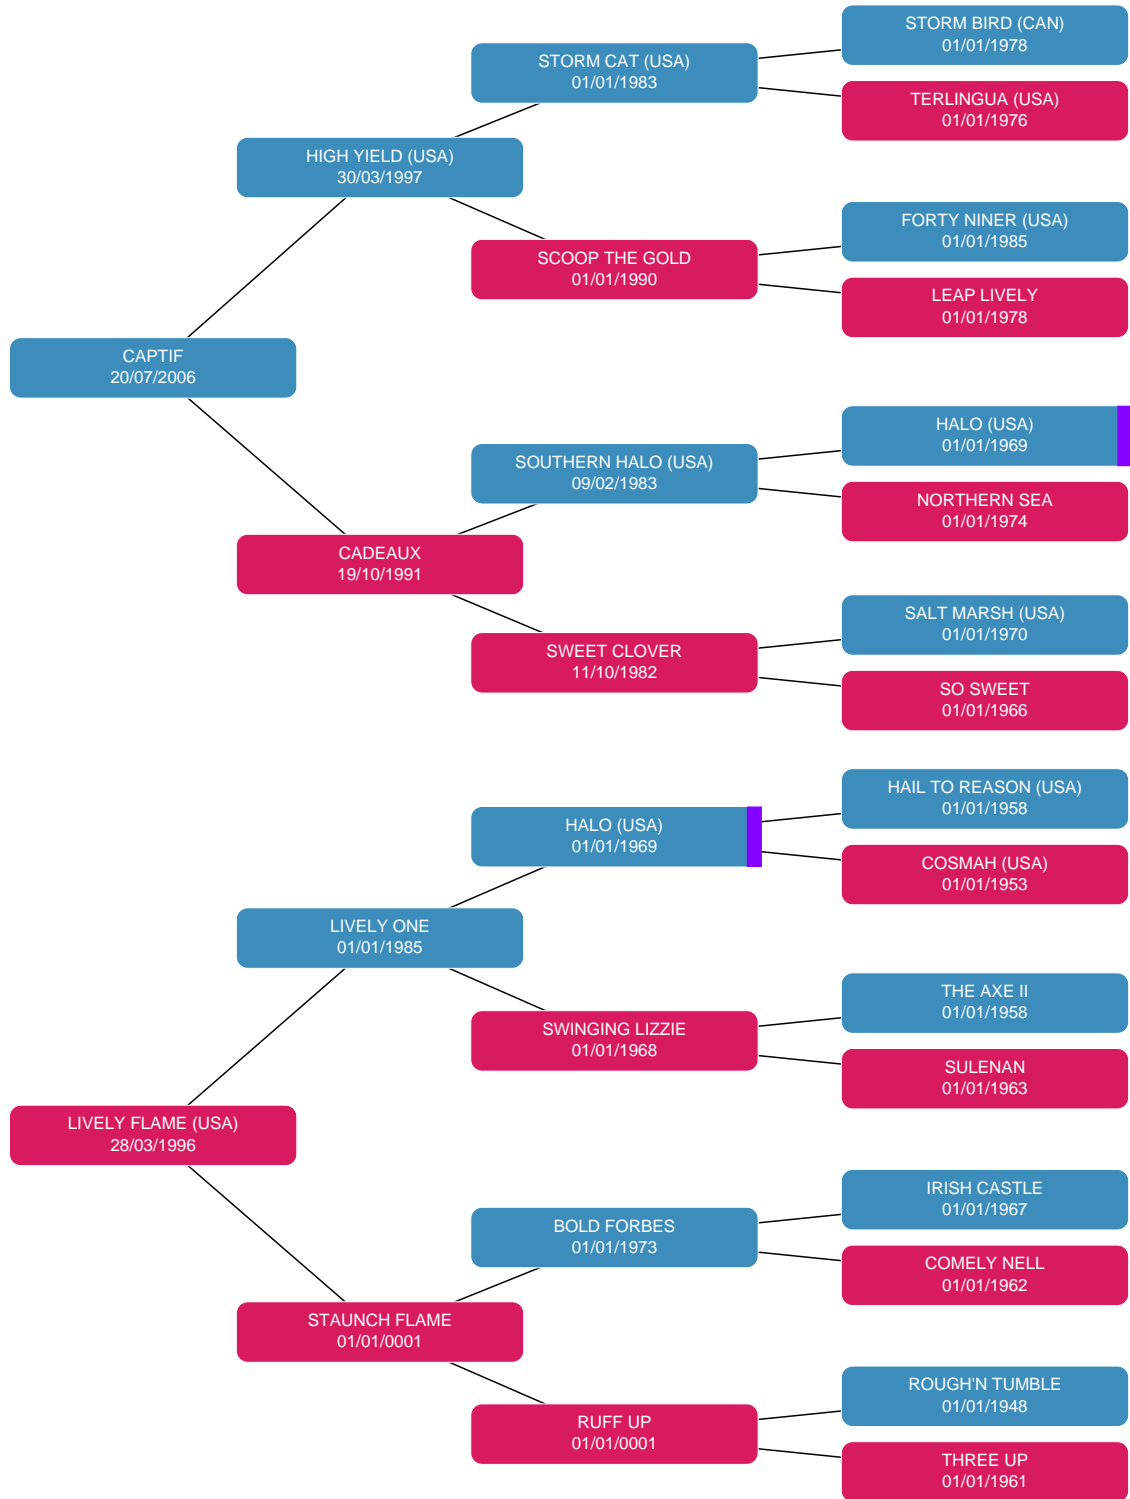 STORM BIRD (CAN)
01/01/1978
STORM CAT (USA)
01/01/1983
TERLINGUA (USA)
01/01/1976
HIGH YIELD (USA)
30/03/1997
FORTY NINER (USA)
01/01/1985
SCOOP THE GOLD
01/01/1990
LEAP LIVELY
01/01/1978
CAPTIF
20/07/2006
HALO (USA)
01/01/1969
SOUTHERN HALO (USA)
09/02/1983
NORTHERN SEA
01/01/1974
CADEAUX
19/10/1991
SALT MARSH (USA)
01/01/1970
SWEET CLOVER
11/10/1982
SO SWEET
01/01/1966
HAIL TO REASON (USA)
01/01/1958
HALO (USA)
01/01/1969
COSMAH (USA)
01/01/1953
LIVELY ONE
01/01/1985
THE AXE II
01/01/1958
SWINGING LIZZIE
01/01/1968
SULENAN
01/01/1963
LIVELY FLAME (USA)
28/03/1996
IRISH CASTLE
01/01/1967
BOLD FORBES
01/01/1973
COMELY NELL
01/01/1962
STAUNCH FLAME
01/01/0001
ROUGH'N TUMBLE
01/01/1948
RUFF UP
01/01/0001
THREE UP
01/01/1961